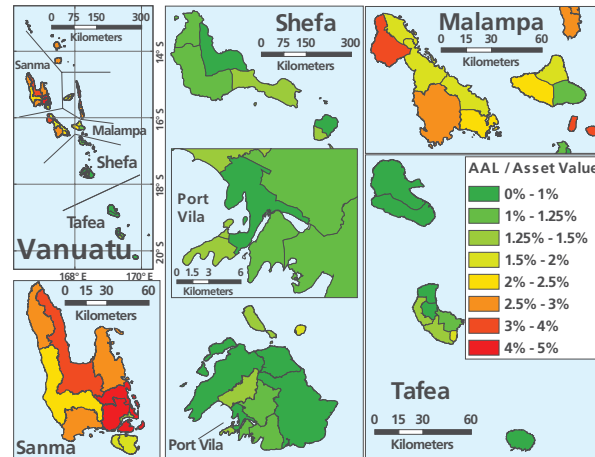 0 75 150 300
Kilometers
14°S
Sanma
16°S
Malampa
Shefa
18°S
Tafea
Vanuatu
20°S
168°E 170°E
Shefa
0 75 150 300
Kilometers
Malampa
0 15 30 60
Kilometers
Port
Vila
0 1.5 3 6
Kilometers
AAL / Asset Value
0% - 1%
1% - 1.25%
1.25% - 1.5%
1.5% - 2%
2% - 2.5%
2.5% - 3%
3% - 4%
4% - 5%
0 15 30 60
Kilometers
Sanma
Port Vila
Tafea
0 15 30 60
Kilometers